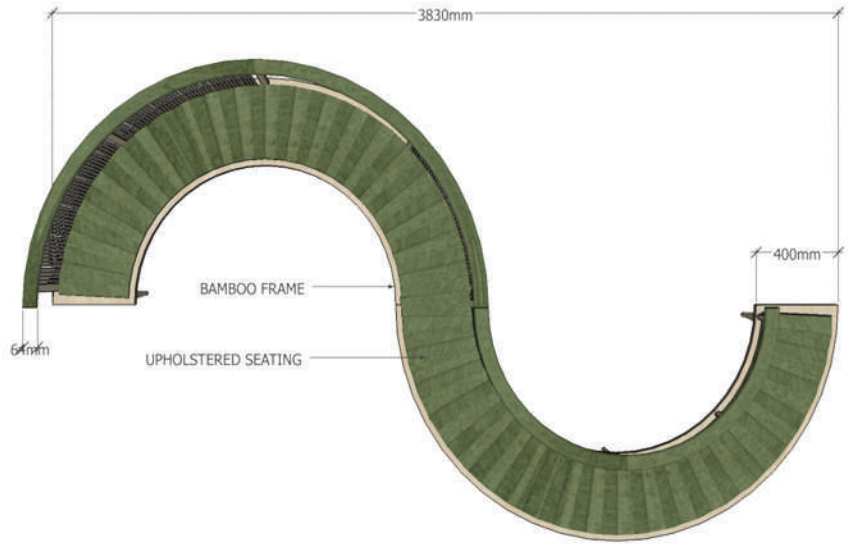 3830mm
400mm
BAMBOO FRAME
64mm
UPHOLSTERED SEATING